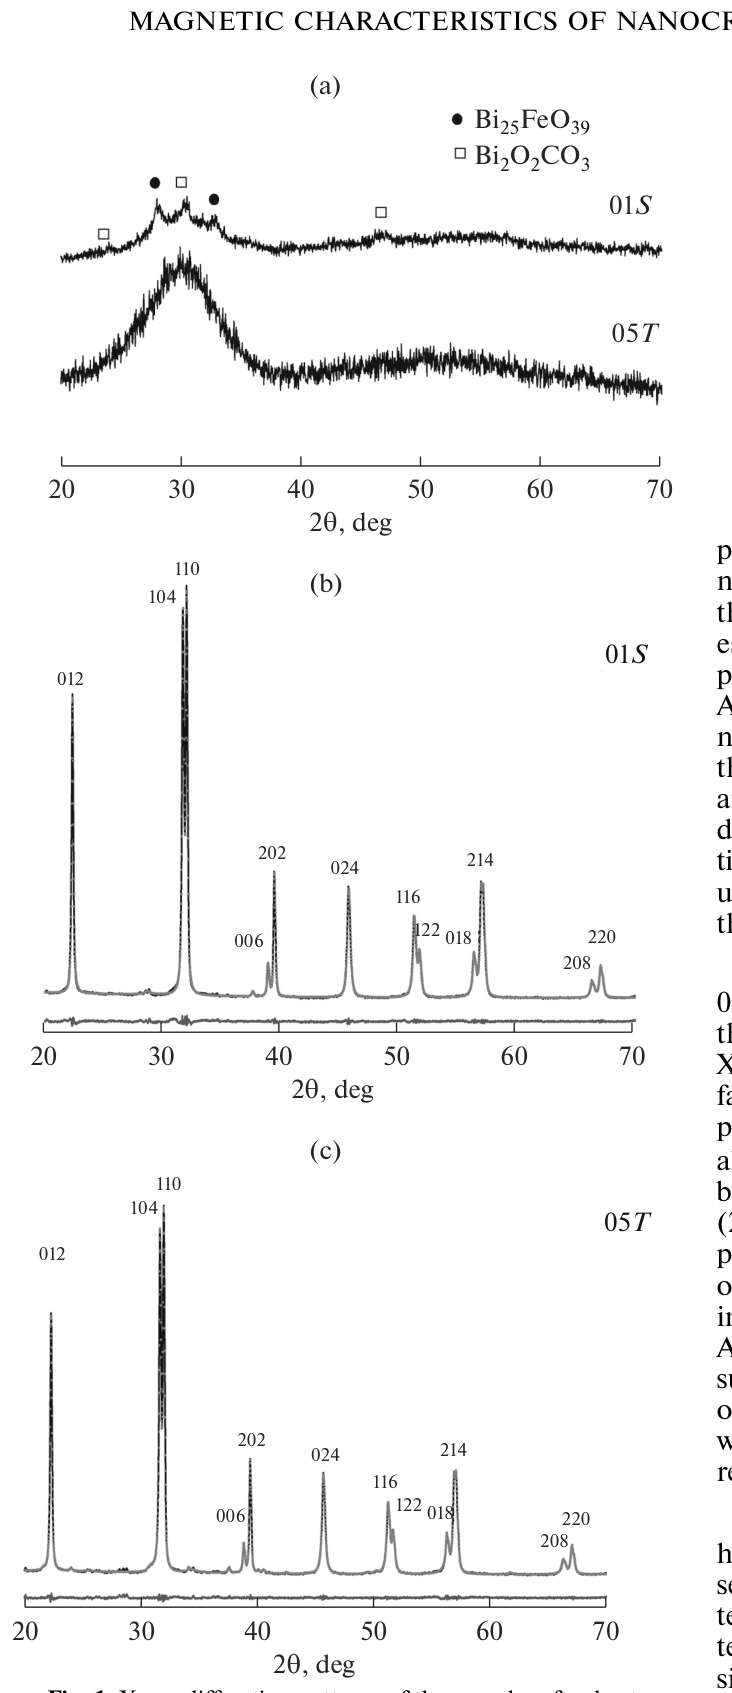 MAGNETIC CHARACTERISTICS OF NANOCR
(a)
Bi25FeO39
Bi2O2CO3
01S
05T
20 30 40 50 60 70
2θ, deg
(b)
110
104
01S
012
202
214
024
116
122
018
006
220
208
20 30 40 50 60 70
2θ, deg
(c)
110
104
05T
012
202
214
024
116
122
018
006
220
208
20 30 40 50 60 70
2θ, deg